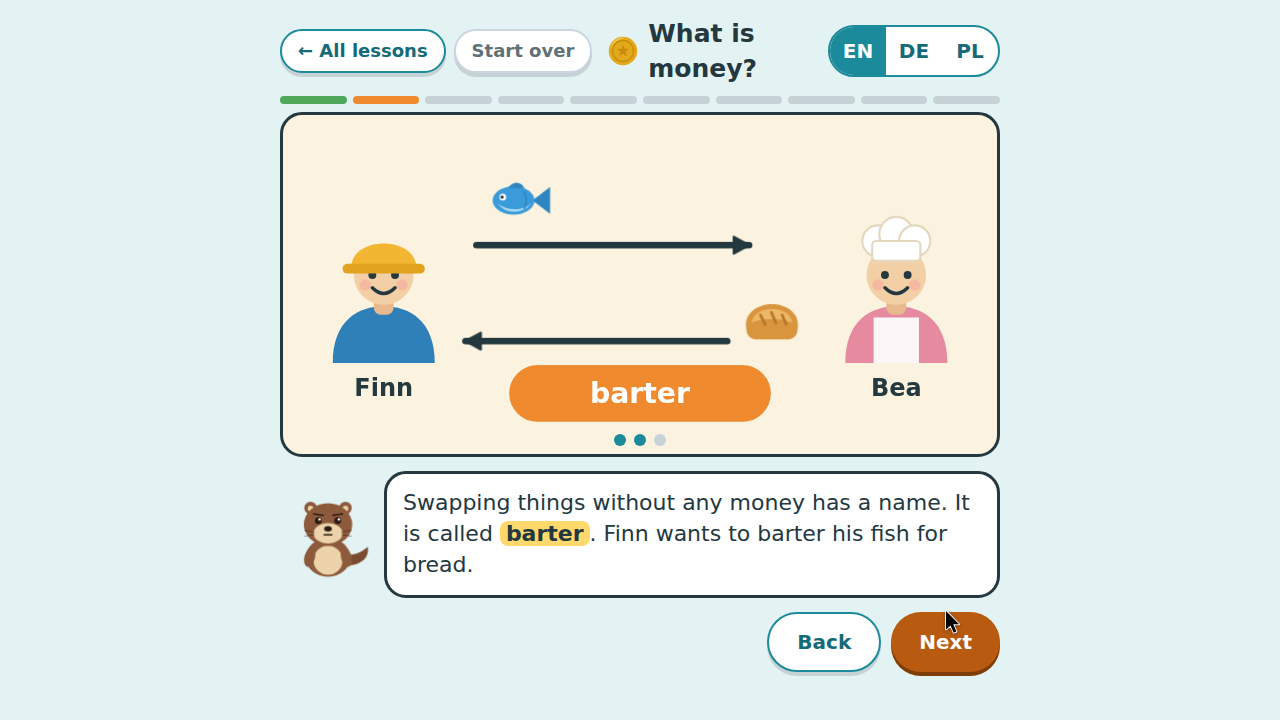 ← All lessons
Start over
What is
money?
EN DE PL
Finn
barter
Bea
Swapping things without any money has a name. It
is called barter. Finn wants to barter his fish for
bread.
Back
Next